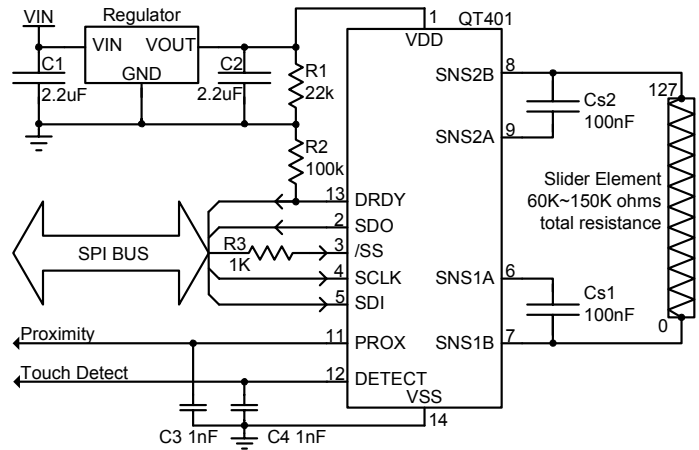 VIN
Regulator
1
QT401
VIN
VOUT
VDD
C1
2.2uF
GND
C2
2.2uF
R1
22k
SNS2B
8
127
Cs2
100nF
SNS2A
9
R2
100k
Slider Element
60K~150K ohms
total resistance
13
DRDY
2
SDO
SPI BUS
R3
1K
3
/SS
4
SCLK
SNS1A
6
5
SDI
Cs1
100nF
0
Proximity
11
PROX
SNS1B
7
Touch Detect
12
DETECT
VSS
14
C3 1nF
C4 1nF